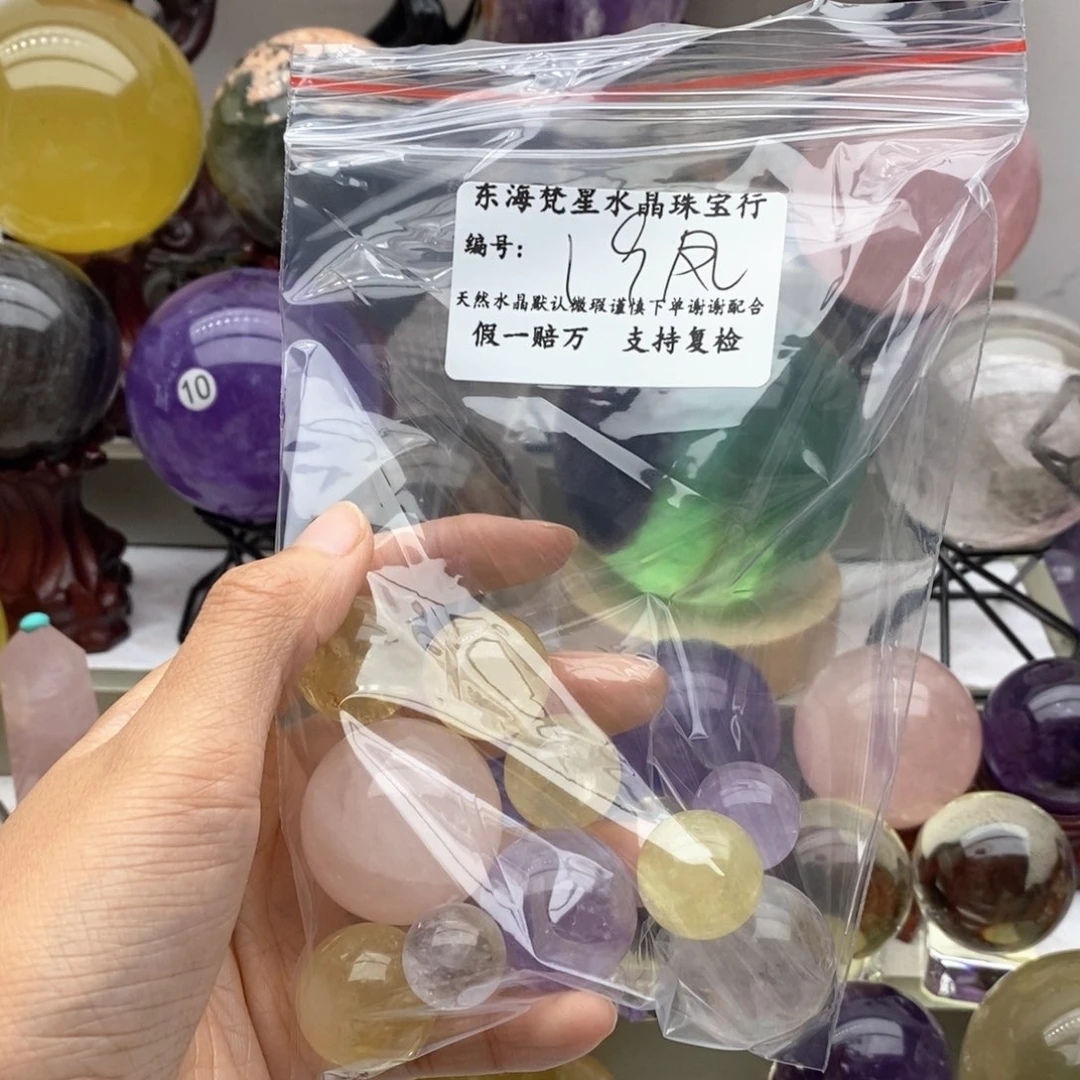 东海梵星水晶珠宝行
编号:
天然水晶默认微瑕谨慎下单谢谢配合
假一赔万 支持复检
10